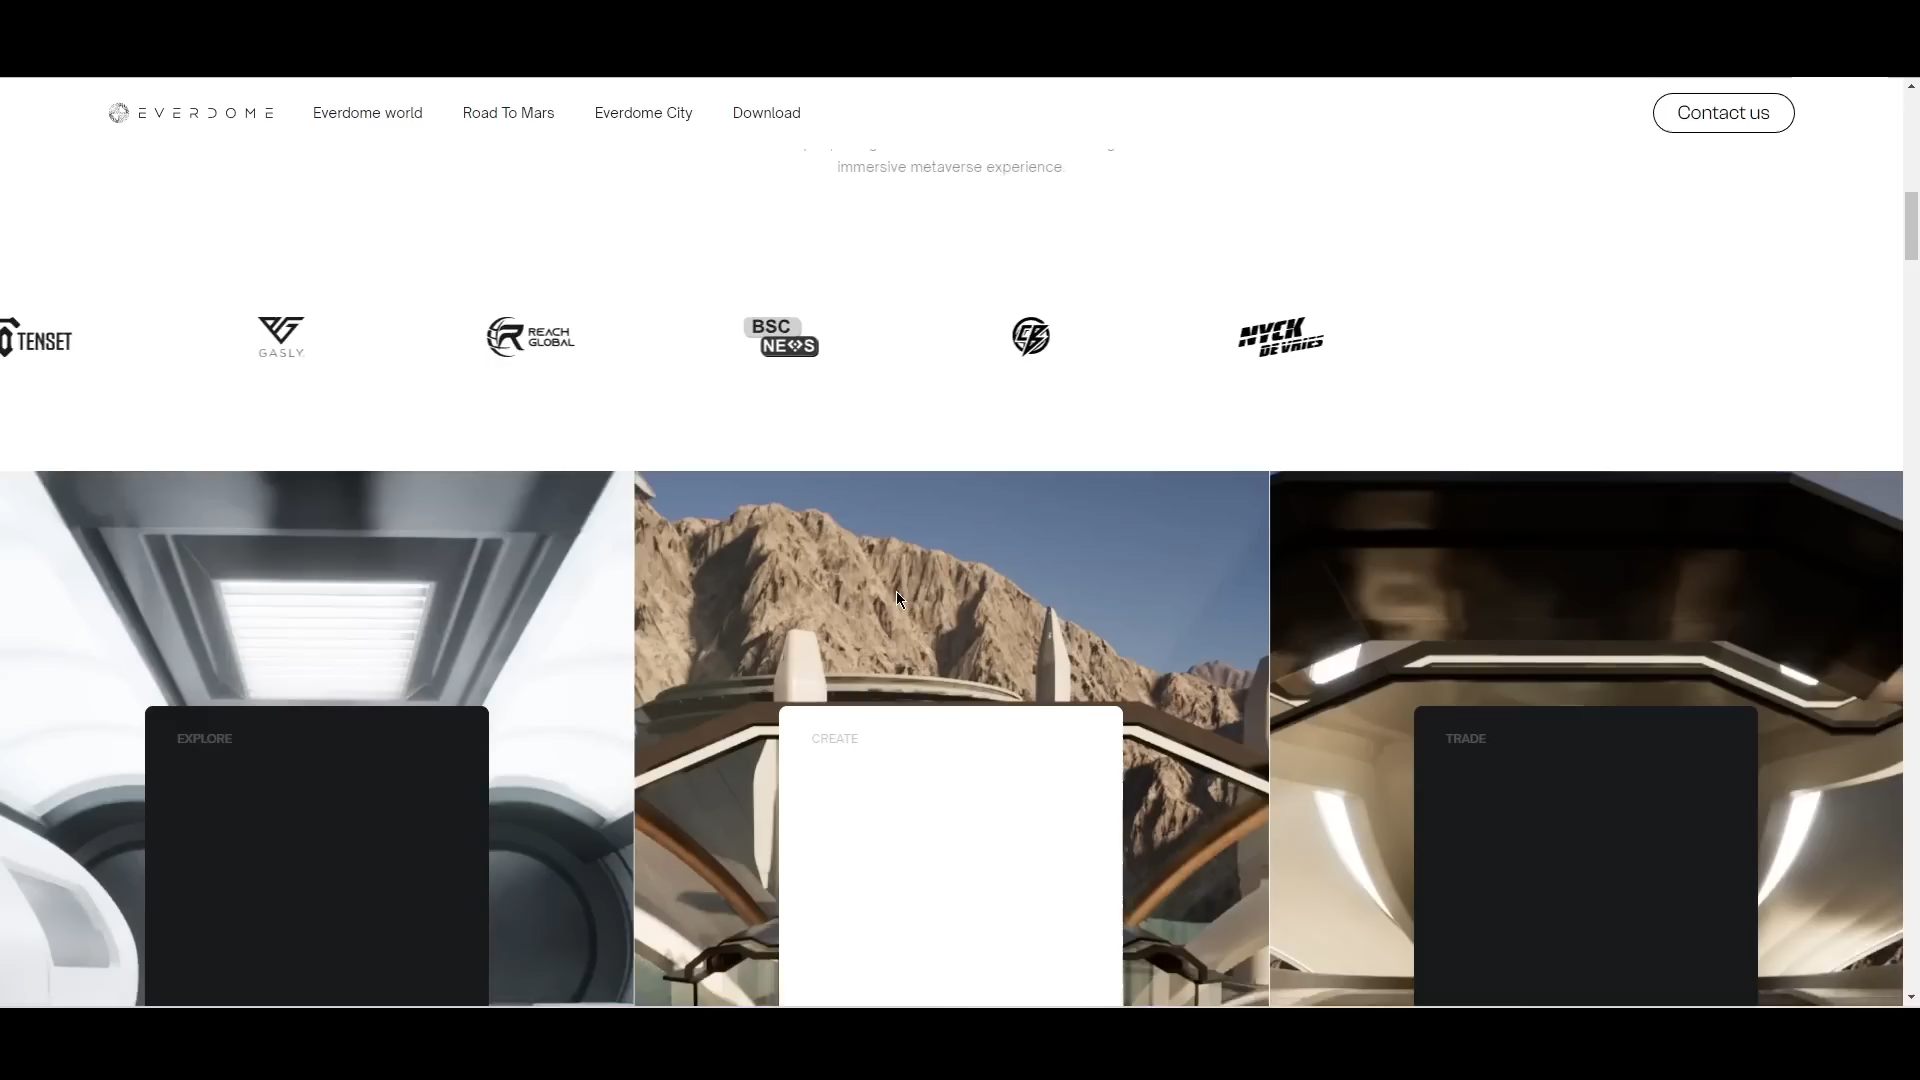 EVERDOME
Everdome world
Road To Mars
Everdome City
Download
Contact us
immersive metaverse experience.
TENSET
GASLY
REACH
GLOBAL
BSC
NEWS
NYCK
DE VRIES
EXPLORE
CREATE
TRADE